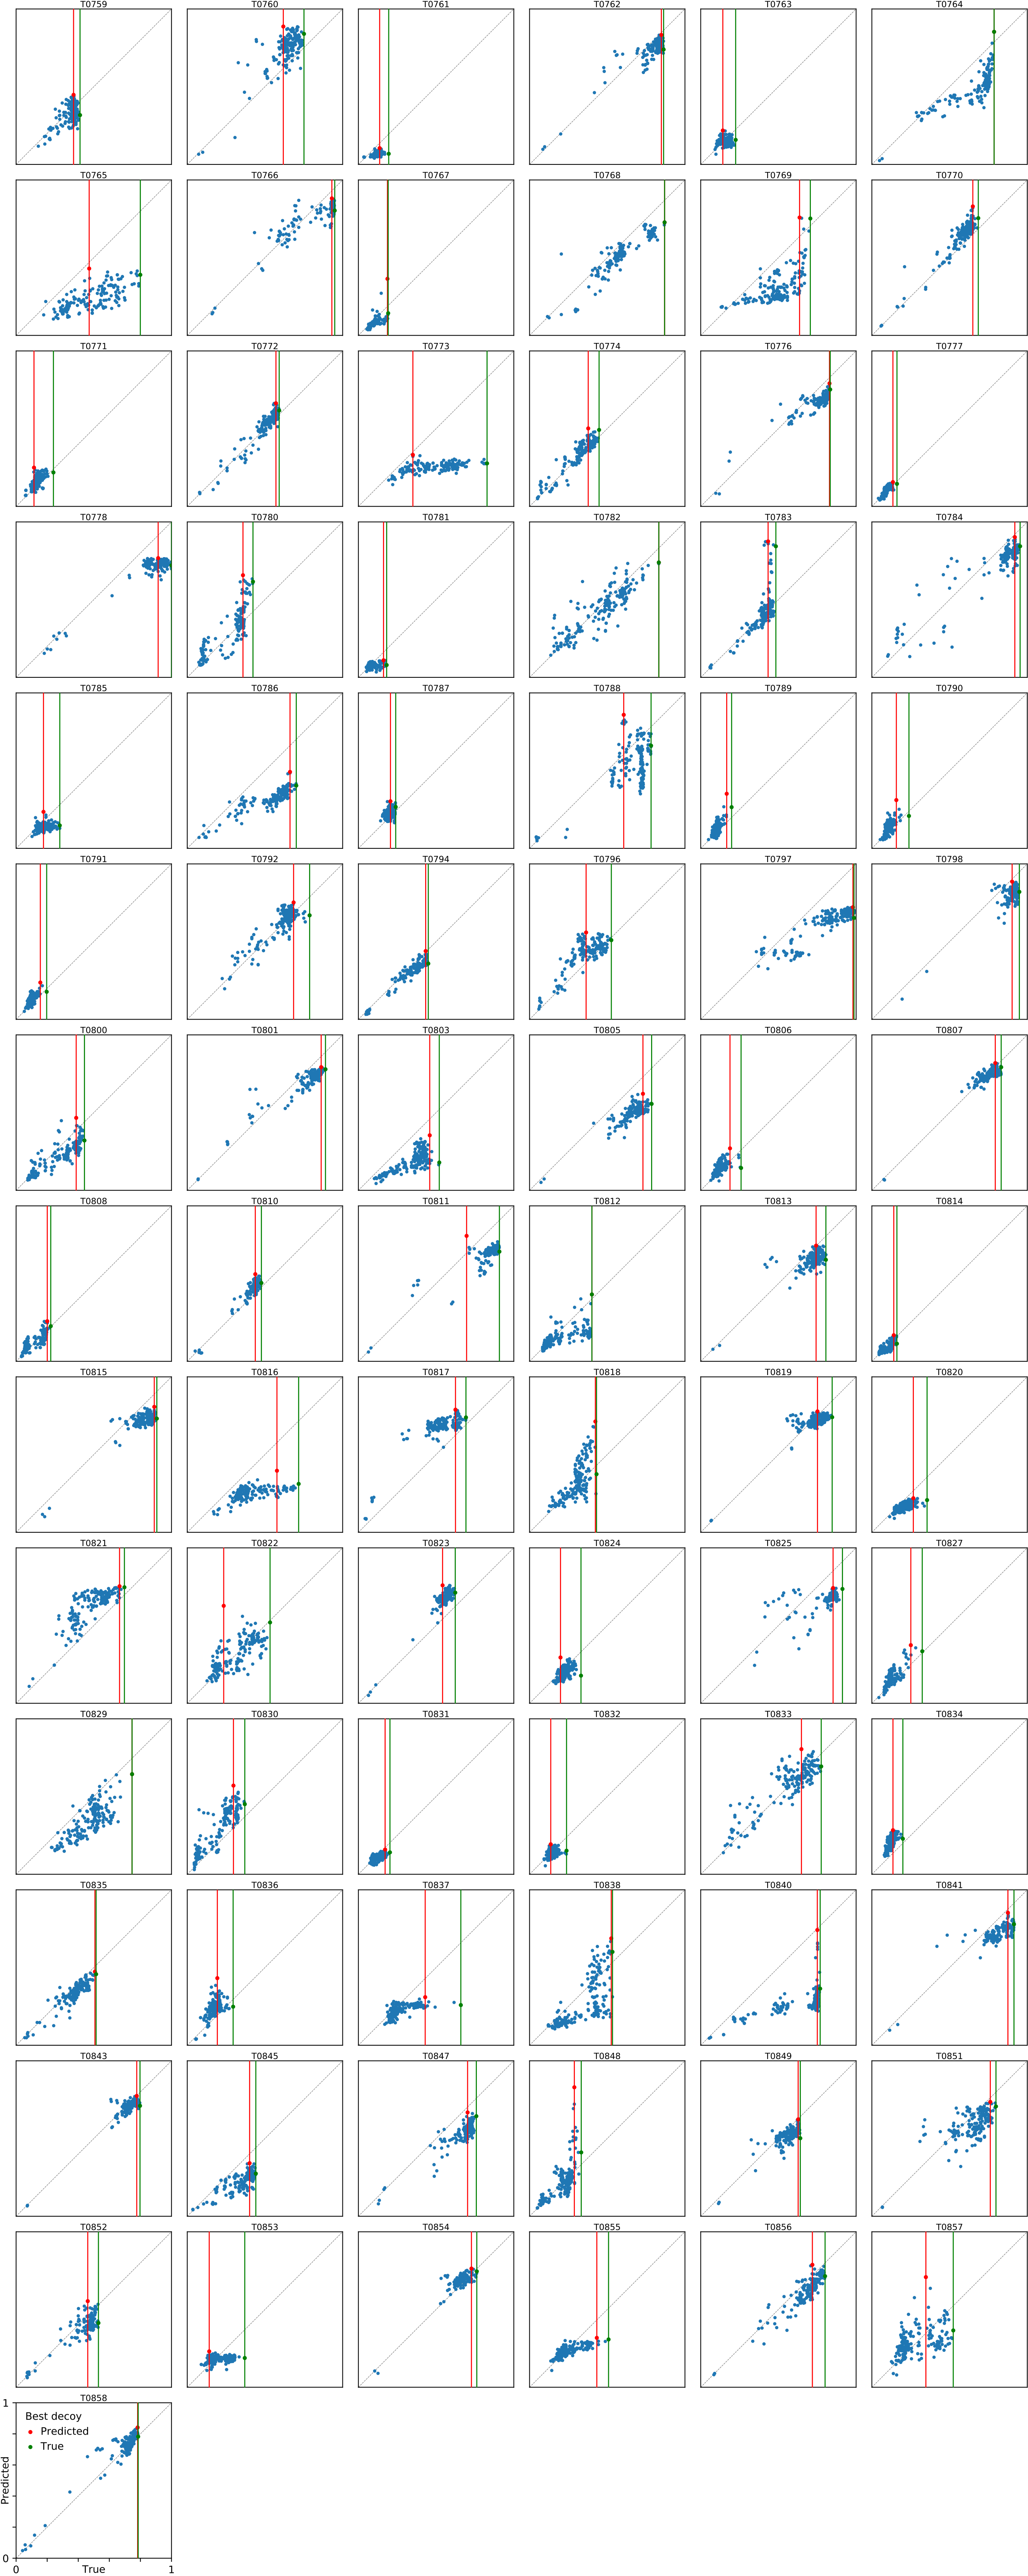 T0759 T0760 T0761 T0762 T0763 T0764
T0765 T0766 T0767 T0768 T0769 T0770
T0771 T0772 T0773 T0774 T0776 T0777
T0778 T0780 T0781 T0782 T0783 T0784
T0785 T0786 T0787 T0788 T0789 T0790
T0791 T0792 T0794 T0796 T0797 T0798
T0800 T0801 T0803 T0805 T0806 T0807
T0808 T0810 T0811 T0812 T0813 T0814
T0815 T0816 T0817 T0818 T0819 T0820
T0821 T0822 T0823 T0824 T0825 T0827
T0829 T0830 T0831 T0832 T0833 T0834
T0835 T0836 T0837 T0838 T0840 T0841
T0843 T0845 T0847 T0848 T0849 T0851
T0852 T0853 T0854 T0855 T0856 T0857
T0858
1
Best decoy
Predicted
True
Predicted
0
0 1
True